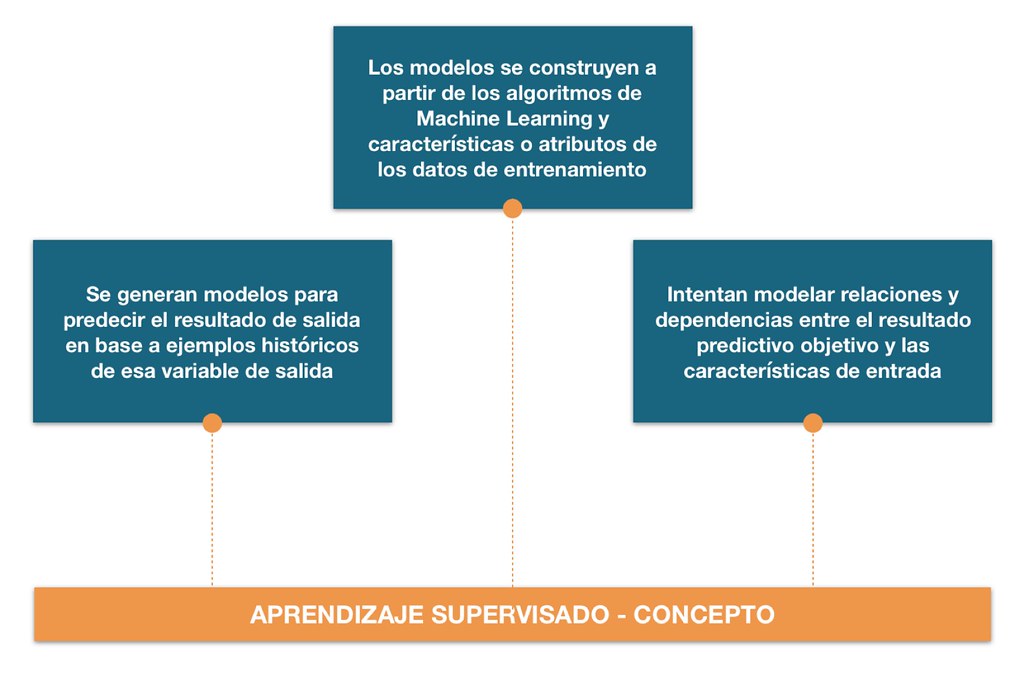 Los modelos se construyen a
partir de los algoritmos de
Machine Learning y
características o atributos de
los datos de entrenamiento
Se generan modelos para
predecir el resultado de salida
en base a ejemplos históricos
de esa variable de salida
Intentan modelar relaciones y
dependencias entre el resultado
predictivo objetivo y las
características de entrada
APRENDIZAJE SUPERVISADO - CONCEPTO